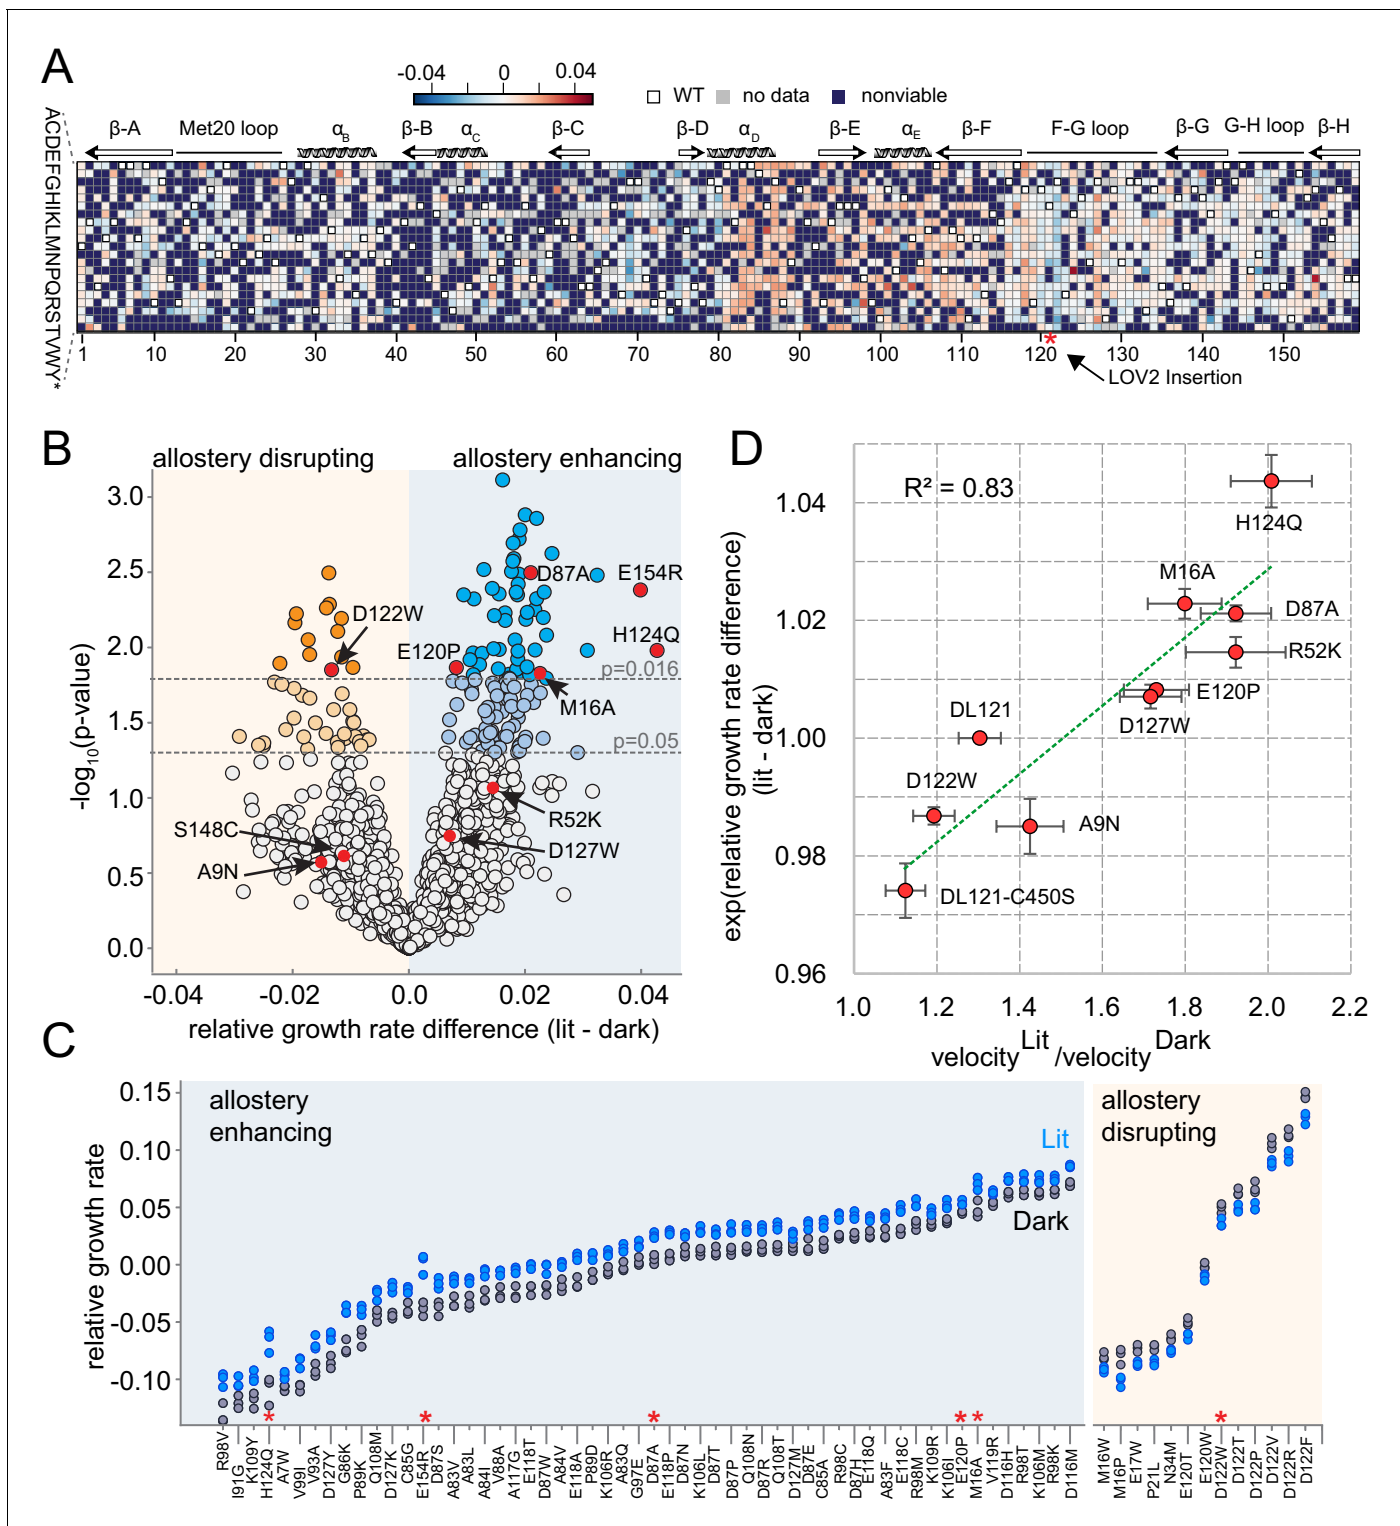 A
-0.04 0 0.04
WT no data nonviable
β-A Met20 loop αB β-B αC β-C β-D αD β-E αE β-F F-G loop β-G G-H loop β-H
ACDEFGHIKLMNPQRSTVWY*
1 10 20 30 40 50 60 70 80 90 100 110 120 130 140 150
*
LOV2 Insertion
B
allostery disrupting allostery enhancing
3.0
2.5
2.0
1.5
1.0
0.5
0.0
-log10(p-value)
D122W
E120P
D87A
E154R
H124Q
p=0.016
M16A
p=0.05
S148C
A9N
R52K
D127W
-0.04 -0.02 0.0 0.02 0.04
relative growth rate difference (lit - dark)
D
R² = 0.83
1.04
1.02
1.00
0.98
0.96
exp(relative growth rate difference)
(lit - dark)
H124Q
M16A
D87A
R52K
E120P
D127W
DL121
D122W
A9N
DL121-C450S
1.0 1.2 1.4 1.6 1.8 2.0 2.2
velocity Lit /velocity Dark
C
allostery
enhancing
allostery
disrupting
Lit
Dark
0.15
0.10
0.05
0.00
-0.05
-0.10
relative growth rate
* * * * * *
R98V
I91G
K109Y
H124Q
A7W
V99I
V93A
D127Y
G86K
P89K
Q108M
D127K
C85G
E154R
D87S
A83V
A83L
A84I
V88A
A117G
E118T
D87W
A84V
E118A
P89D
K106R
A83Q
G97E
D87A
E118P
D87N
K106L
D87T
D87P
Q108N
D87R
Q108T
D127M
D87E
C85A
R98C
D87H
E118Q
A83F
E118C
R98M
K109R
K106I
E120P
M16A
V119R
D116H
R98T
K106M
R98K
D116M
M16W
M16P
E17W
P21L
N34M
E120T
E120W
D122W
D122T
D122P
D122V
D122R
D122F